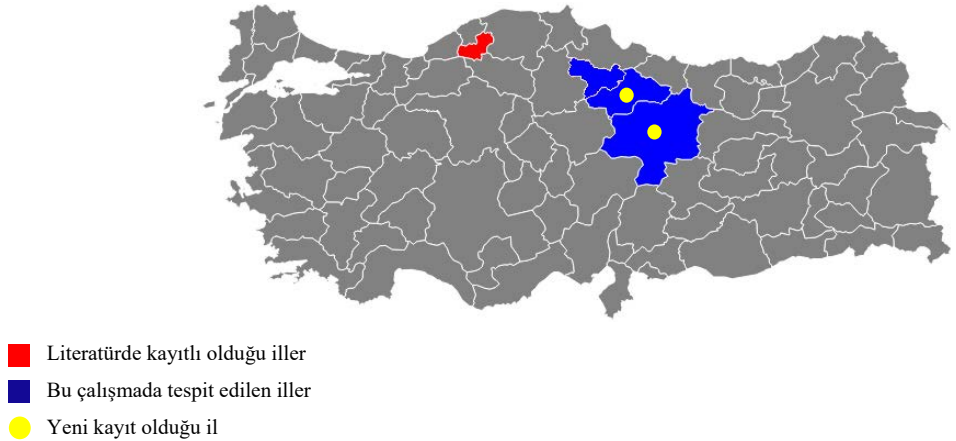 Literatürde kayıtlı olduğu iller
Bu çalışmada tespit edilen iller
Yeni kayıt olduğu il